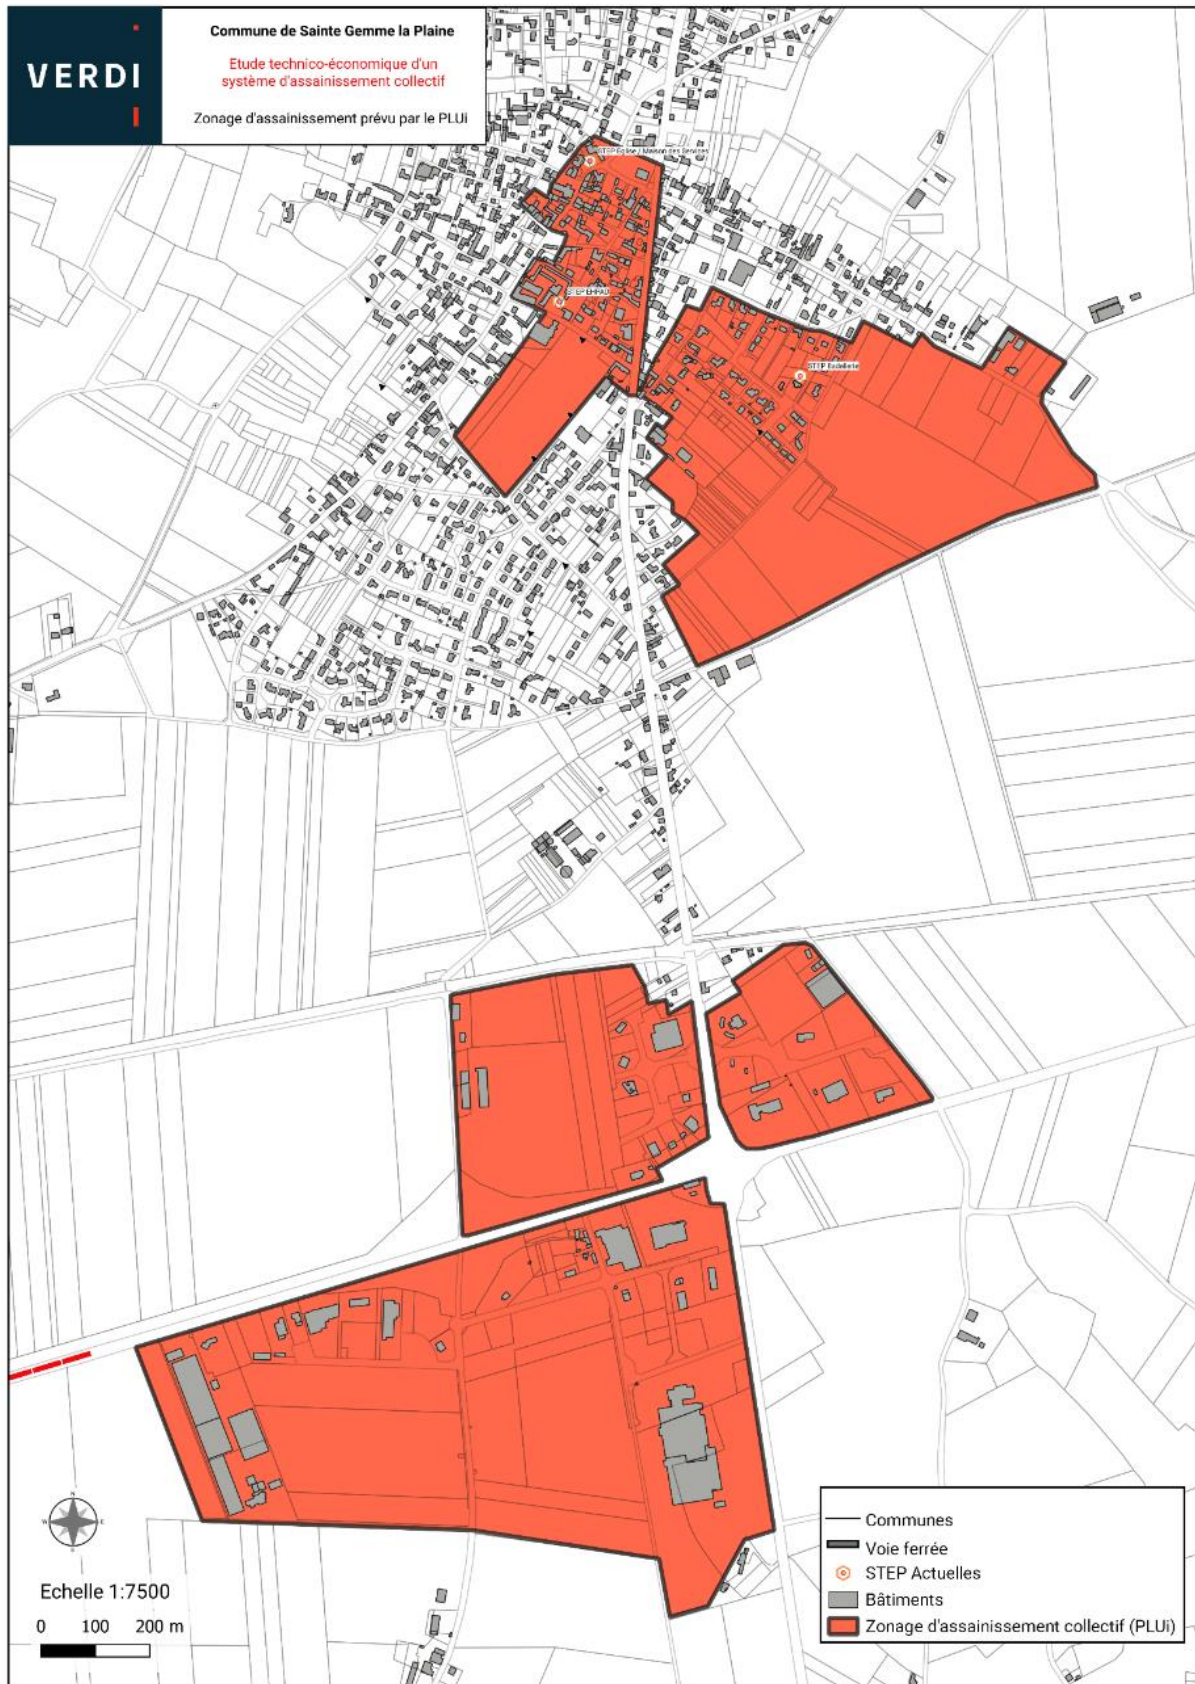 VERDI
Commune de Sainte Gemme la Plaine
Etude technico-économique d'un
système d'assainissement collectif
Zonage d'assainissement prévu par le PLUi
STEP Eglise / Maison des Services
STEP EHPAD
STEP Badellerie
N
W
E
S
Echelle 1:7500
0 100 200 m
Communes
Voie ferrée
STEP Actuelles
Bâtiments
Zonage d'assainissement collectif (PLUi)